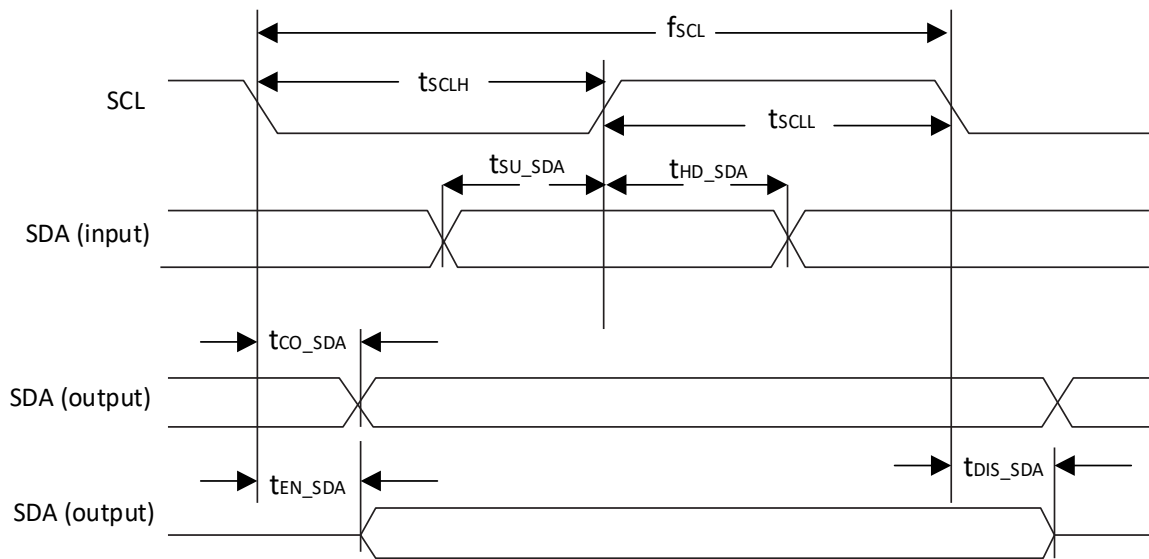 fSCL
SCL
tSCLH
tSCLL
tSU_SDA
tHD_SDA
SDA (input)
tCO_SDA
SDA (output)
tEN_SDA
tDIS_SDA
SDA (output)